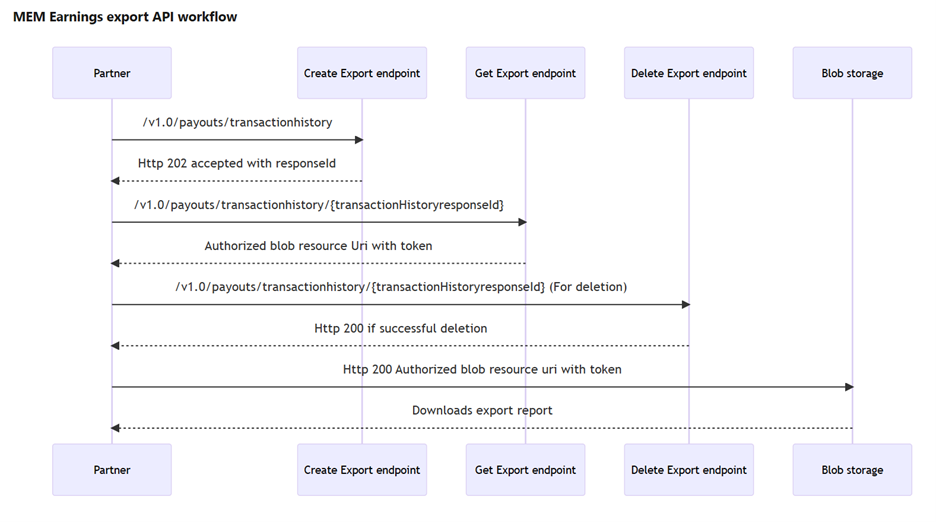 MEM Earnings export API workflow
Partner
Create Export endpoint
Get Export endpoint
Delete Export endpoint
Blob storage
/v1.0/payouts/transactionhistory
Http 202 accepted with responseId
/v1.0/payouts/transactionhistory/{transactionHistoryresponseId}
Authorized blob resource Uri with token
/v1.0/payouts/transactionhistory/{transactionHistoryresponseId} (For deletion)
Http 200 if successful deletion
Http 200 Authorized blob resource uri with token
Downloads export report
Partner
Create Export endpoint
Get Export endpoint
Delete Export endpoint
Blob storage